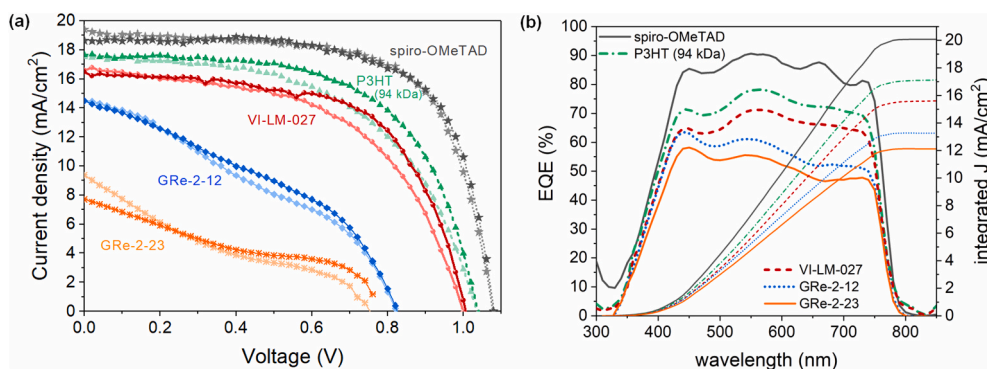 (a)
Current density (mA/cm²)
20
18
16
14
12
10
8
6
4
2
0
spiro-OMeTAD
P3HT
(94 kDa)
VI-LM-027
GRe-2-12
GRe-2-23
0.0 0.2 0.4 0.6 0.8 1.0
Voltage (V)
(b)
EQE (%)
100
90
80
70
60
50
40
30
20
10
0
spiro-OMeTAD
P3HT (94 kDa)
VI-LM-027
GRe-2-12
GRe-2-23
20
18
16
14
12
10
8
6
4
2
0
integrated J (mA/cm²)
300 400 500 600 700 800
wavelength (nm)